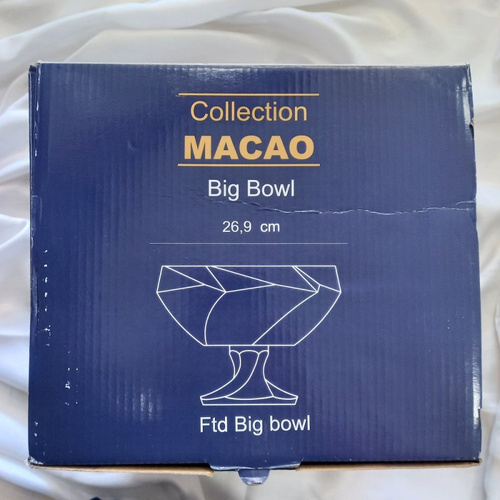 Collection
MACAO
Big Bowl
26,9 cm
Ftd Big bowl